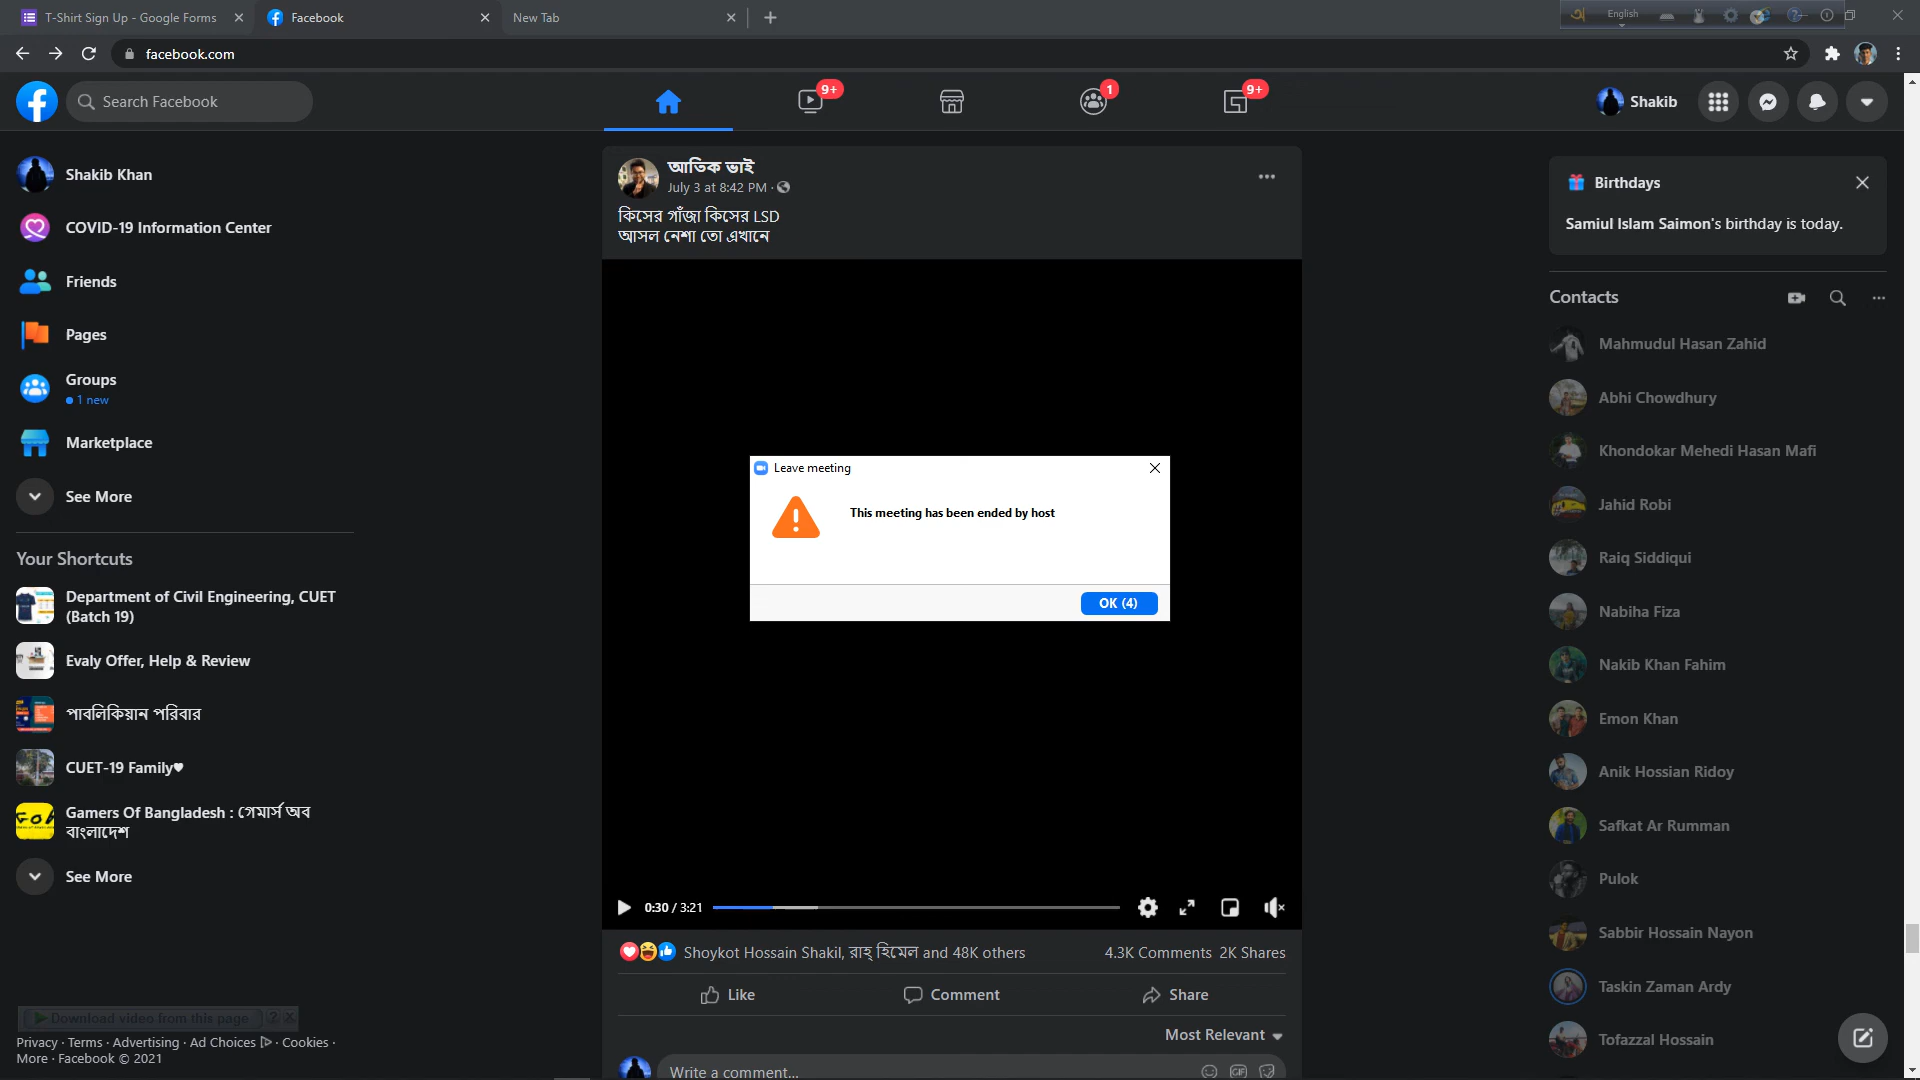 T-Shirt Sign Up - Google Forms
Facebook
New Tab
English
facebook.com
Search Facebook
9+
1
9+
Shakib
Shakib Khan
COVID-19 Information Center
Friends
Pages
Groups
1 new
Marketplace
See More
Your Shortcuts
Department of Civil Engineering, CUET
(Batch 19)
Evaly Offer, Help & Review
পাবলিকিয়ান পরিবার
CUET-19 Family♥
Gamers Of Bangladesh : গেমার্স অব
বাংলাদেশ
See More
Download video from this page
Privacy · Terms · Advertising · Ad Choices · Cookies ·
More · Facebook © 2021
আতিক ভাই
July 3 at 8:42 PM ·
কিসের গাঁজা কিসের LSD
আসল নেশা তো এখানে
Leave meeting
This meeting has been ended by host
OK (4)
0:30 / 3:21
Shoykot Hossain Shakil, রাহ্ হিমেল and 48K others
4.3K Comments 2K Shares
Like
Comment
Share
Most Relevant
Write a comment...
GIF
Birthdays
Samiul Islam Saimon's birthday is today.
Contacts
Mahmudul Hasan Zahid
Abhi Chowdhury
Khondokar Mehedi Hasan Mafi
Jahid Robi
Raiq Siddiqui
Nabiha Fiza
Nakib Khan Fahim
Emon Khan
Anik Hossian Ridoy
Safkat Ar Rumman
Pulok
Sabbir Hossain Nayon
Taskin Zaman Ardy
Tofazzal Hossain